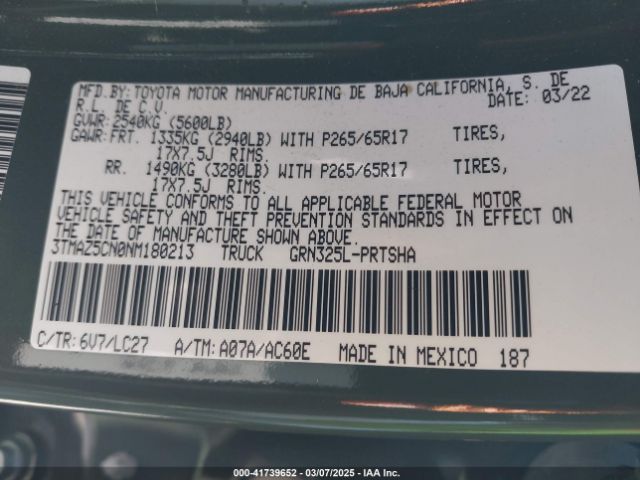 MFD.BY:TOYOTA MOTOR MANUFACTURING DE BAJA CALIFORNIA, S. DE
R.L. DE C.V. DATE: 03/22
GVWR: 2540KG (5600LB)
GAWR:FRT. 1335KG (2940LB) WITH P265/65R17 TIRES,
17X7.5J RIMS.
RR. 1490KG (3280LB) WITH P265/65R17 TIRES,
17X7.5J RIMS.
THIS VEHICLE CONFORMS TO ALL APPLICABLE FEDERAL MOTOR
VEHICLE SAFETY AND THEFT PREVENTION STANDARDS IN EFFECT ON
THE DATE OF MANUFACTURE SHOWN ABOVE.
3TMAZ5CN0NM180213 TRUCK GRN325L-PRTSHA
C/TR:6V7/LC27 A/TM:A07A/AC60E MADE IN MEXICO 187
000-41739652 - 03/07/2025 - IAA Inc.